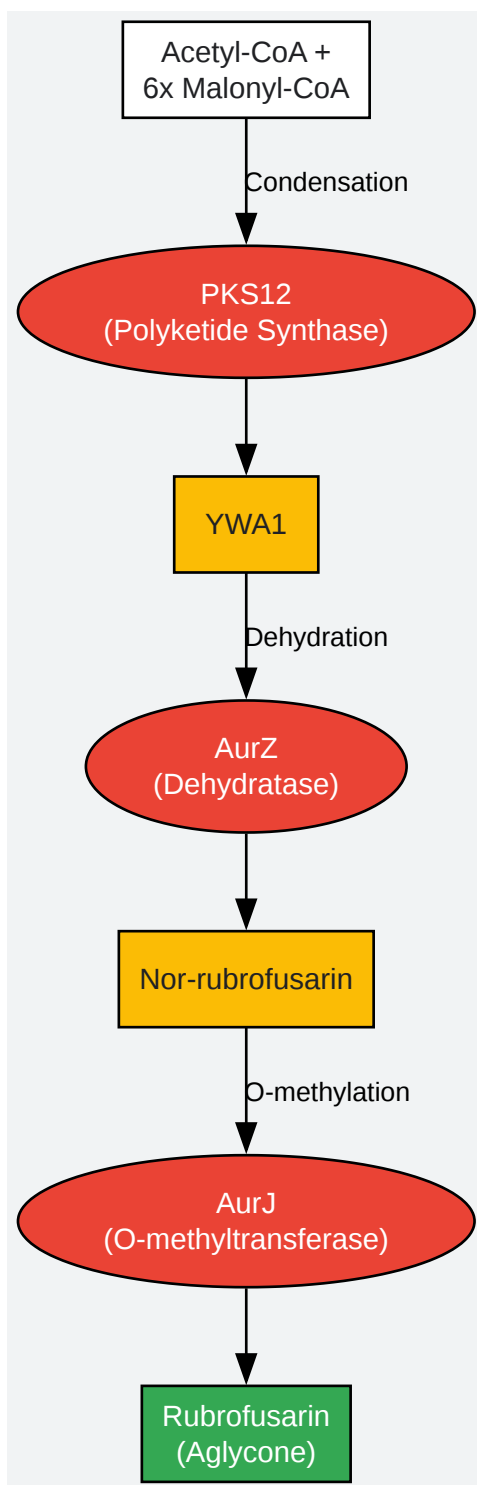 Acetyl-CoA +
6x Malonyl-CoA
Condensation
PKS12
(Polyketide Synthase)
YWA1
Dehydration
AurZ
(Dehydratase)
Nor-rubrofusarin
O-methylation
AurJ
(O-methyltransferase)
Rubrofusarin
(Aglycone)